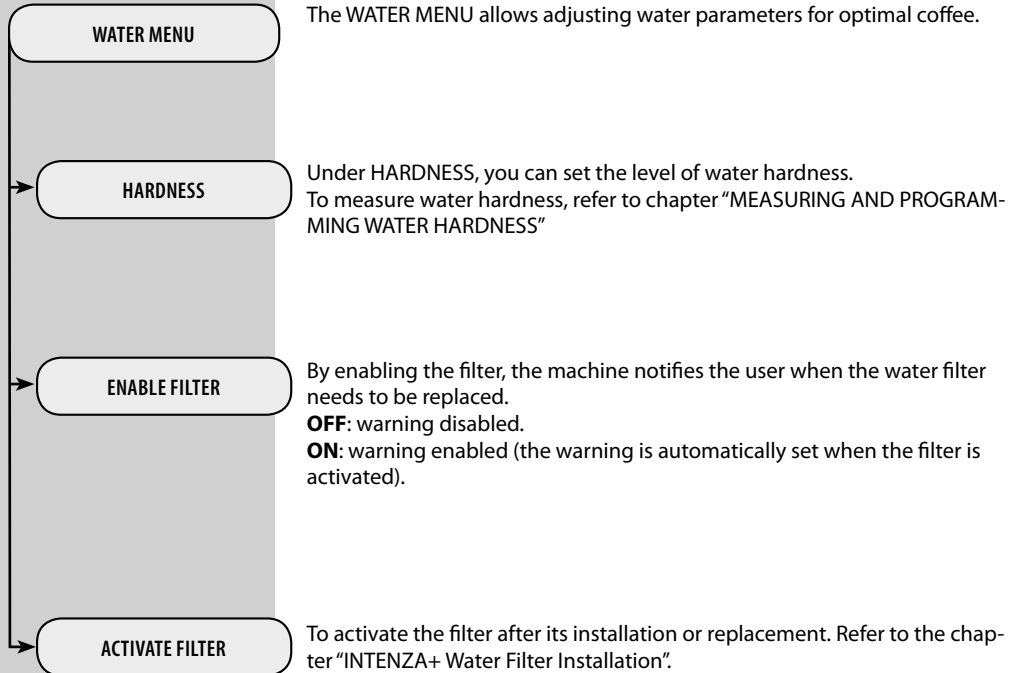 WATER MENU
The WATER MENU allows adjusting water parameters for optimal coffee.
HARDNESS
Under HARDNESS, you can set the level of water hardness.
To measure water hardness, refer to chapter “MEASURING AND PROGRAM-
MING WATER HARDNESS”
ENABLE FILTER
By enabling the filter, the machine notifies the user when the water filter
needs to be replaced.
OFF: warning disabled.
ON: warning enabled (the warning is automatically set when the filter is
activated).
ACTIVATE FILTER
To activate the filter after its installation or replacement. Refer to the chap-
ter “INTENZA+ Water Filter Installation”.